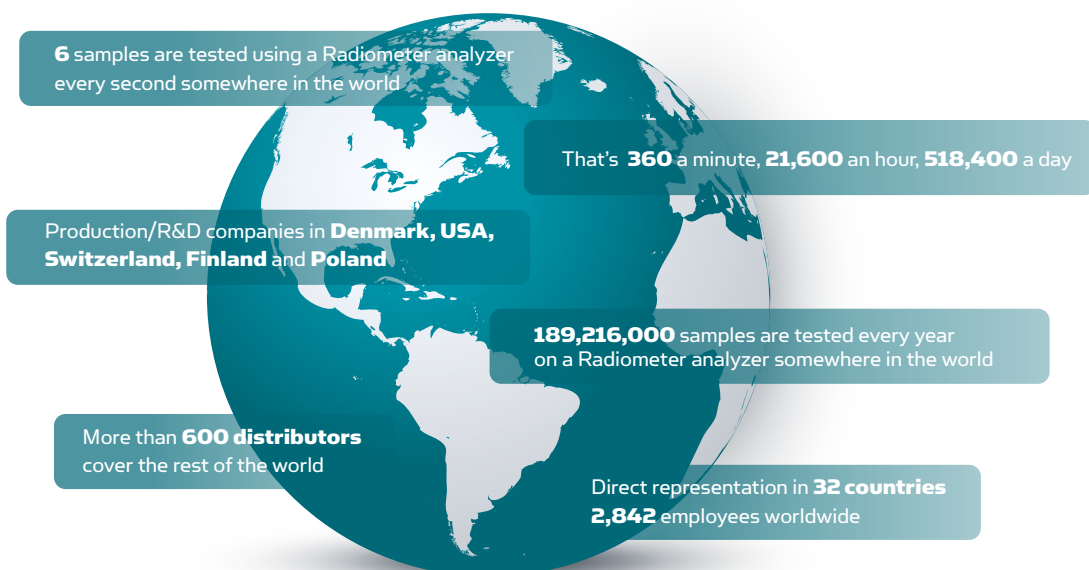 6 samples are tested using a Radiometer analyzer
every second somewhere in the world
That's 360 a minute, 21,600 an hour, 518,400 a day
Production/R&D companies in Denmark, USA,
Switzerland, Finland and Poland
189,216,000 samples are tested every year
on a Radiometer analyzer somewhere in the world
More than 600 distributors
cover the rest of the world
Direct representation in 32 countries
2,842 employees worldwide